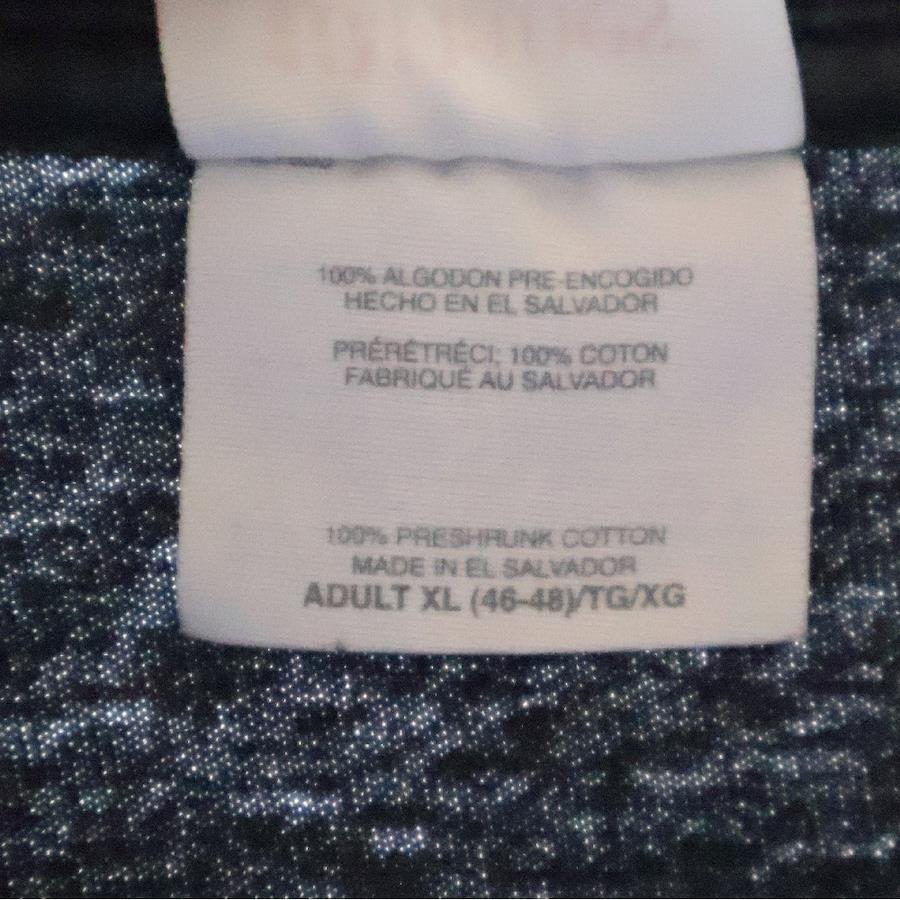 100% ALGODON PRE-ENCOGIDO
HECHO EN EL SALVADOR
PRÉRÉTRÉCI; 100% COTON
FABRIQUÉ AU SALVADOR
100% PRESHRUNK COTTON
MADE IN EL SALVADOR
ADULT XL (46-48)/TG/XG